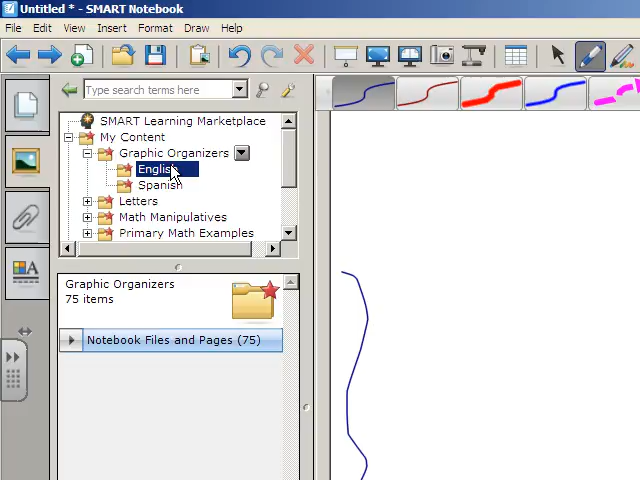 Untitled * - SMART Notebook
File Edit View Insert Format Draw Help
Type search terms here
SMART Learning Marketplace
My Content
Graphic Organizers
English
Spanish
Letters
Math Manipulatives
Primary Math Examples
Graphic Organizers
75 items
Notebook Files and Pages (75)